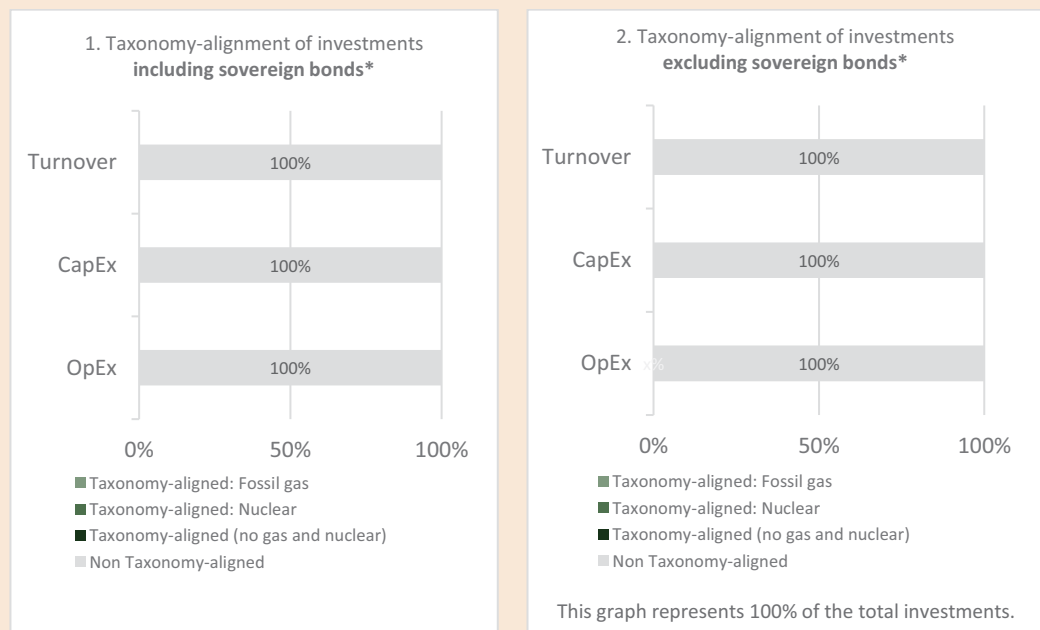 1. Taxonomy-alignment of investments
including sovereign bonds*
Turnover
100%
CapEx
100%
OpEx
100%
0%
50%
100%
Taxonomy-aligned: Fossil gas
Taxonomy-aligned: Nuclear
Taxonomy-aligned (no gas and nuclear)
Non Taxonomy-aligned
2. Taxonomy-alignment of investments
excluding sovereign bonds*
Turnover
100%
CapEx
100%
OpEx
x%
100%
0%
50%
100%
Taxonomy-aligned: Fossil gas
Taxonomy-aligned: Nuclear
Taxonomy-aligned (no gas and nuclear)
Non Taxonomy-aligned
This graph represents 100% of the total investments.